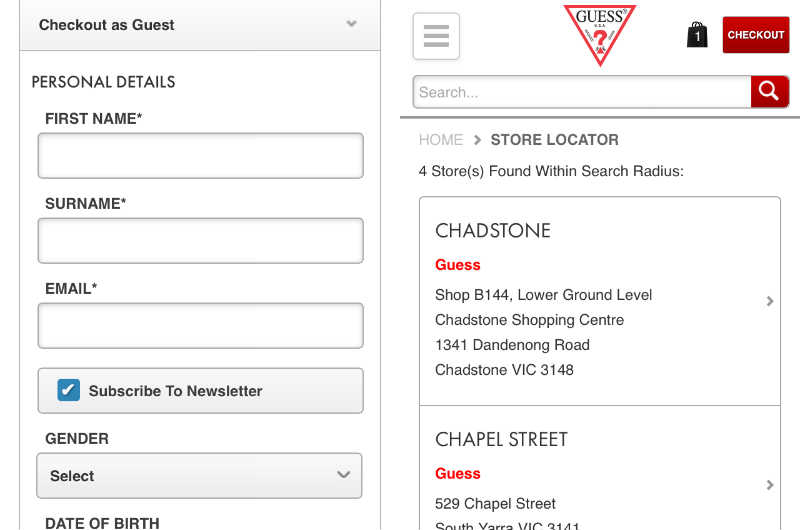 Checkout as Guest
PERSONAL DETAILS
FIRST NAME*
SURNAME*
EMAIL*
Subscribe To Newsletter
GENDER
Select
DATE OF BIRTH
GUESS
?
1
CHECKOUT
Search...
HOME > STORE LOCATOR
4 Store(s) Found Within Search Radius:
CHADSTONE
Guess
Shop B144, Lower Ground Level
Chadstone Shopping Centre
1341 Dandenong Road
Chadstone VIC 3148
CHAPEL STREET
Guess
529 Chapel Street
South Yarra VIC 3141